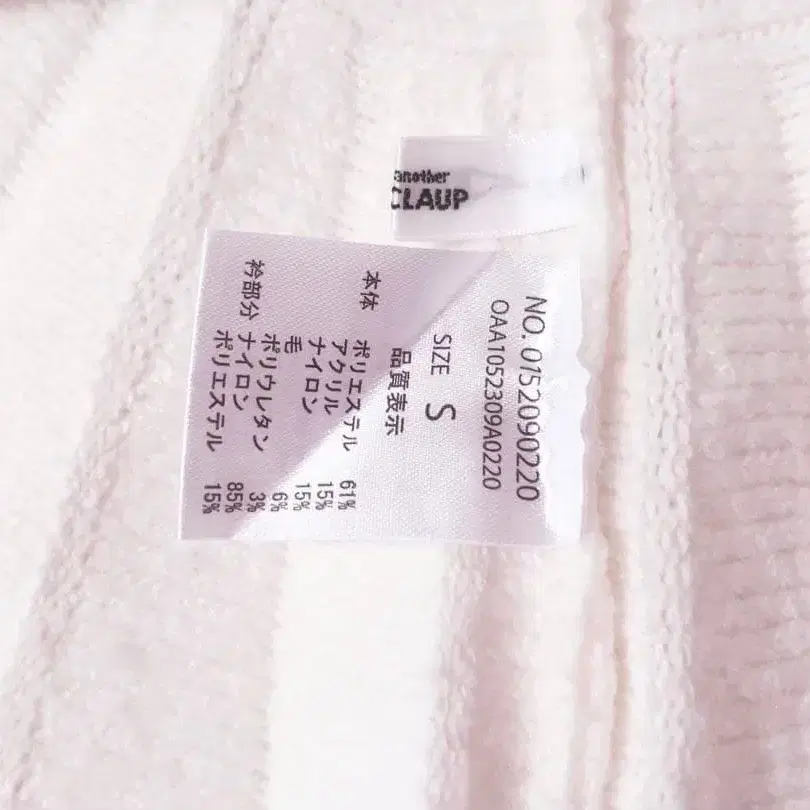 another
CLAUP
NO. 0152090220
OAA1052309A0220
SIZE S
品質表示
本体 ポリエステル 61%
アクリル 15%
ナイロン 15%
毛 6%
ポリウレタン 3%
衿部分 ナイロン 85%
ポリエステル 15%